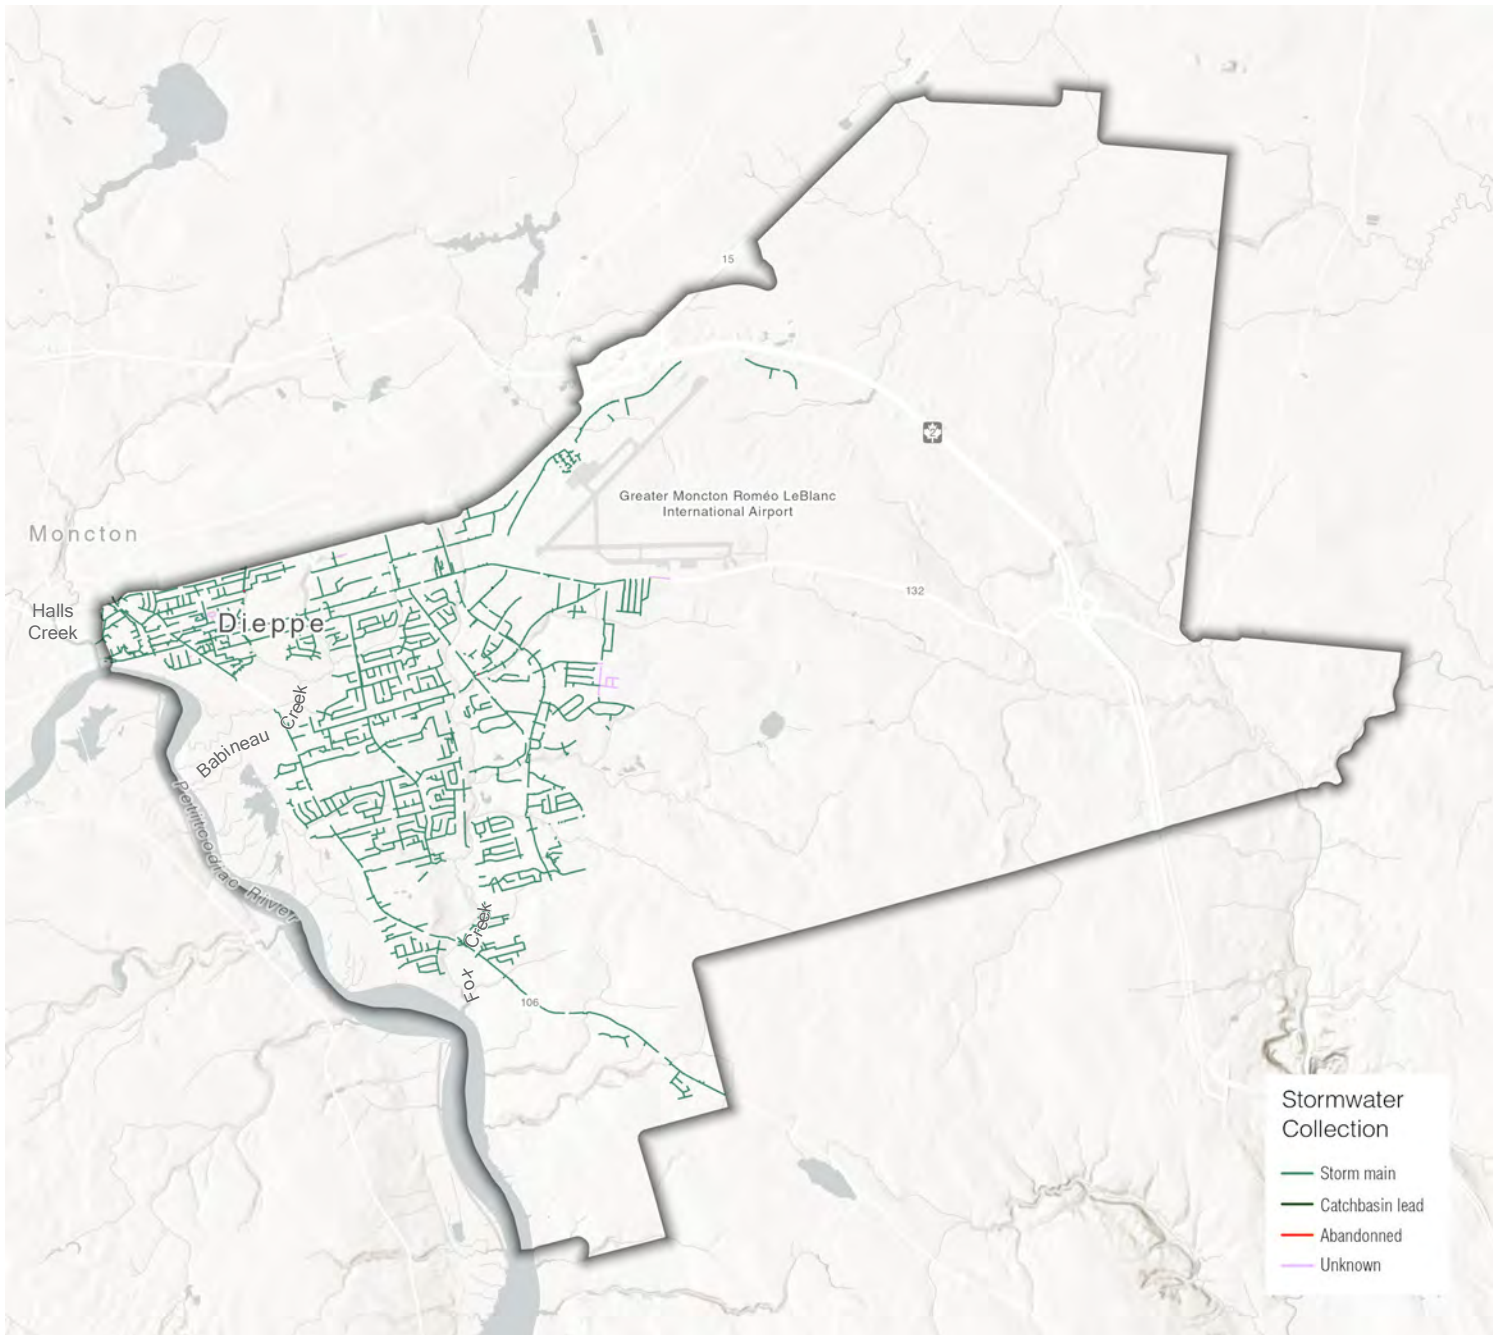 15
2
Greater Moncton Roméo LeBlanc
International Airport
Moncton
132
Halls
Creek
Dieppe
Babineau Creek
Petitcodiac River
Fox Creek
106
Stormwater
Collection
Storm main
Catchbasin lead
Abandonned
Unknown